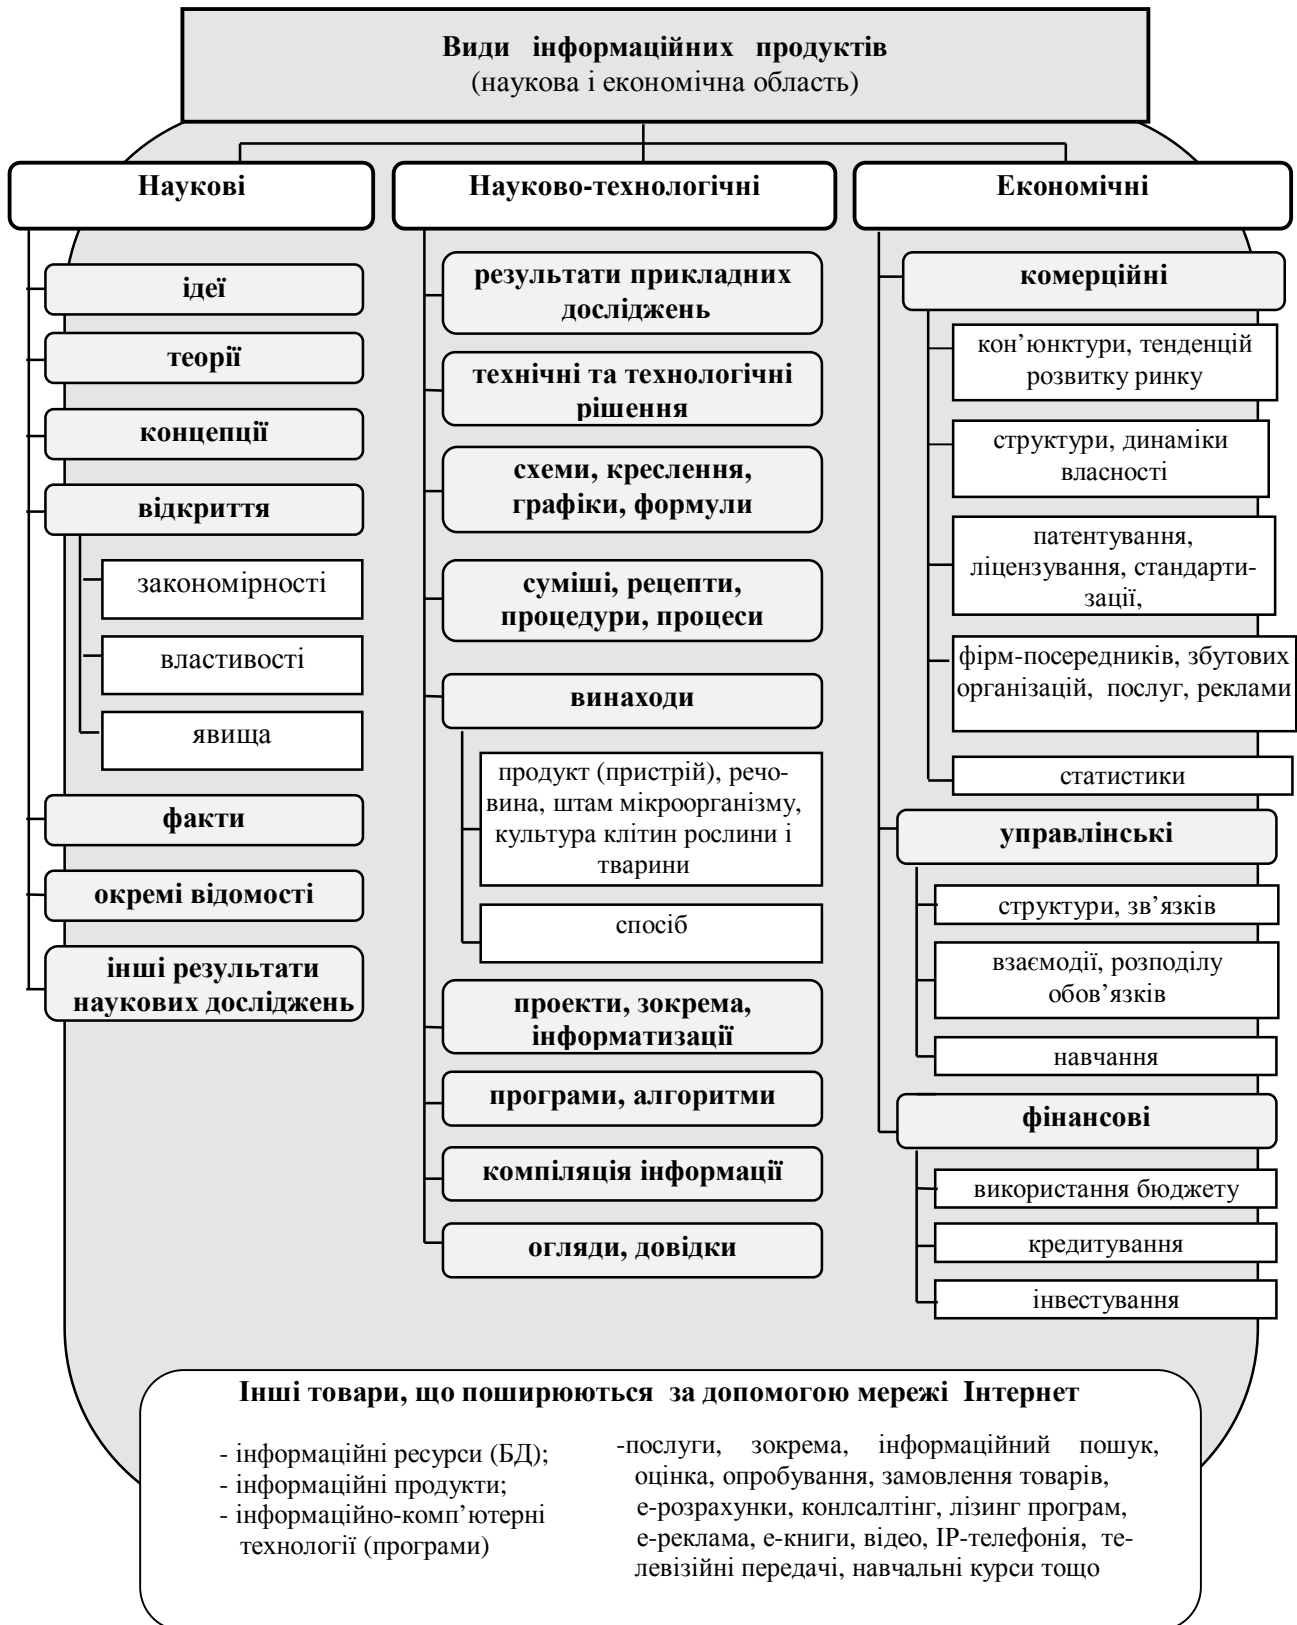 Види інформаційних продуктів
(наукова і економічна область)
Наукові
ідеї
теорії
концепції
відкриття
закономірності
властивості
явища
факти
окремі відомості
інші результати
наукових досліджень
Науково-технологічні
результати прикладних
досліджень
технічні та технологічні
рішення
схеми, креслення,
графіки, формули
суміші, рецепти,
процедури, процеси
винаходи
продукт (пристрій), речо-
вина, штам мікроорганізму,
культура клітин рослини і
тварини
спосіб
проекти, зокрема,
інформатизації
програми, алгоритми
компіляція інформації
огляди, довідки
Економічні
комерційні
кон’юнктури, тенденцій
розвитку ринку
структури, динаміки
власності
патентування,
ліцензування, стандарти-
зації,
фірм-посередників, збутових
організацій, послуг, реклами
статистики
управлінські
структури, зв’язків
взаємодії, розподілу
обов’язків
навчання
фінансові
використання бюджету
кредитування
інвестування
Інші товари, що поширюються за допомогою мережі Інтернет
- інформаційні ресурси (БД);
- інформаційні продукти;
- інформаційно-комп’ютерні
технології (програми)
-послуги, зокрема, інформаційний пошук,
оцінка, опробування, замовлення товарів,
е-розрахунки, конлсалтінг, лізинг програм,
е-реклама, е-книги, відео, IP-телефонія, те-
левізійні передачі, навчальні курси тощо